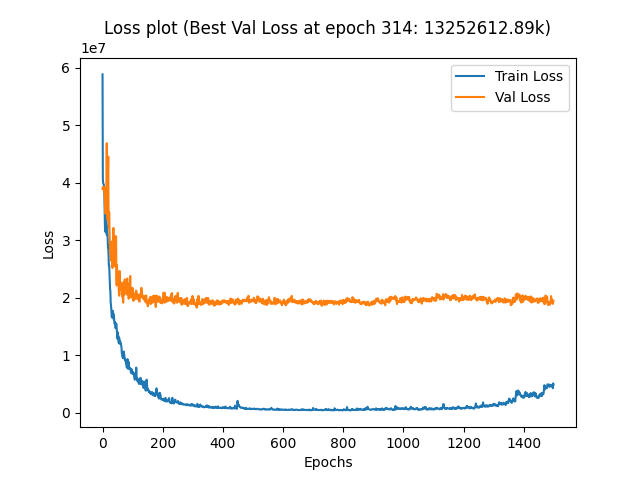 Loss plot (Best Val Loss at epoch 314: 13252612.89k)
1e7
Train Loss
Val Loss
6
5
4
3
2
1
0
Loss
0 200 400 600 800 1000 1200 1400
Epochs